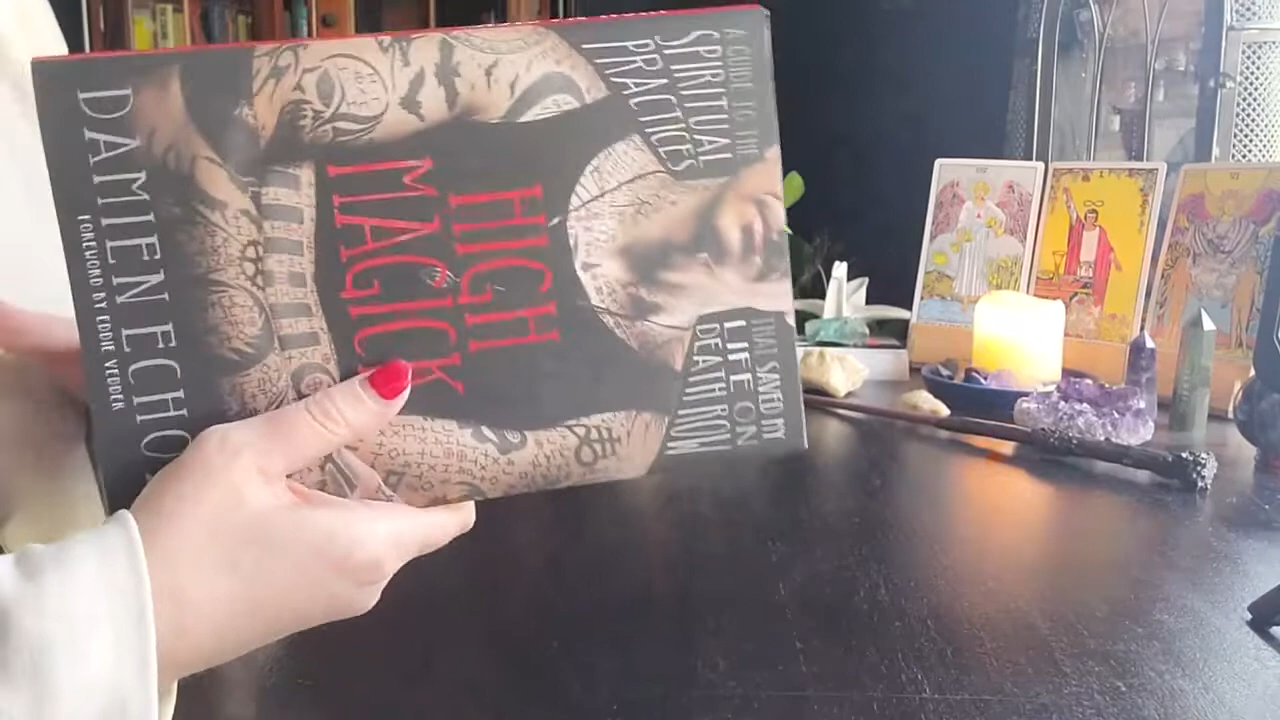 A GUIDE TO THE
SPIRITUAL
PRACTICES
THAT SAVED MY
LIFE ON
DEATH ROW
HIGH
MAGICK
DAMIEN ECHO
FOREWORD BY EDDIE VEDDER
I
VI